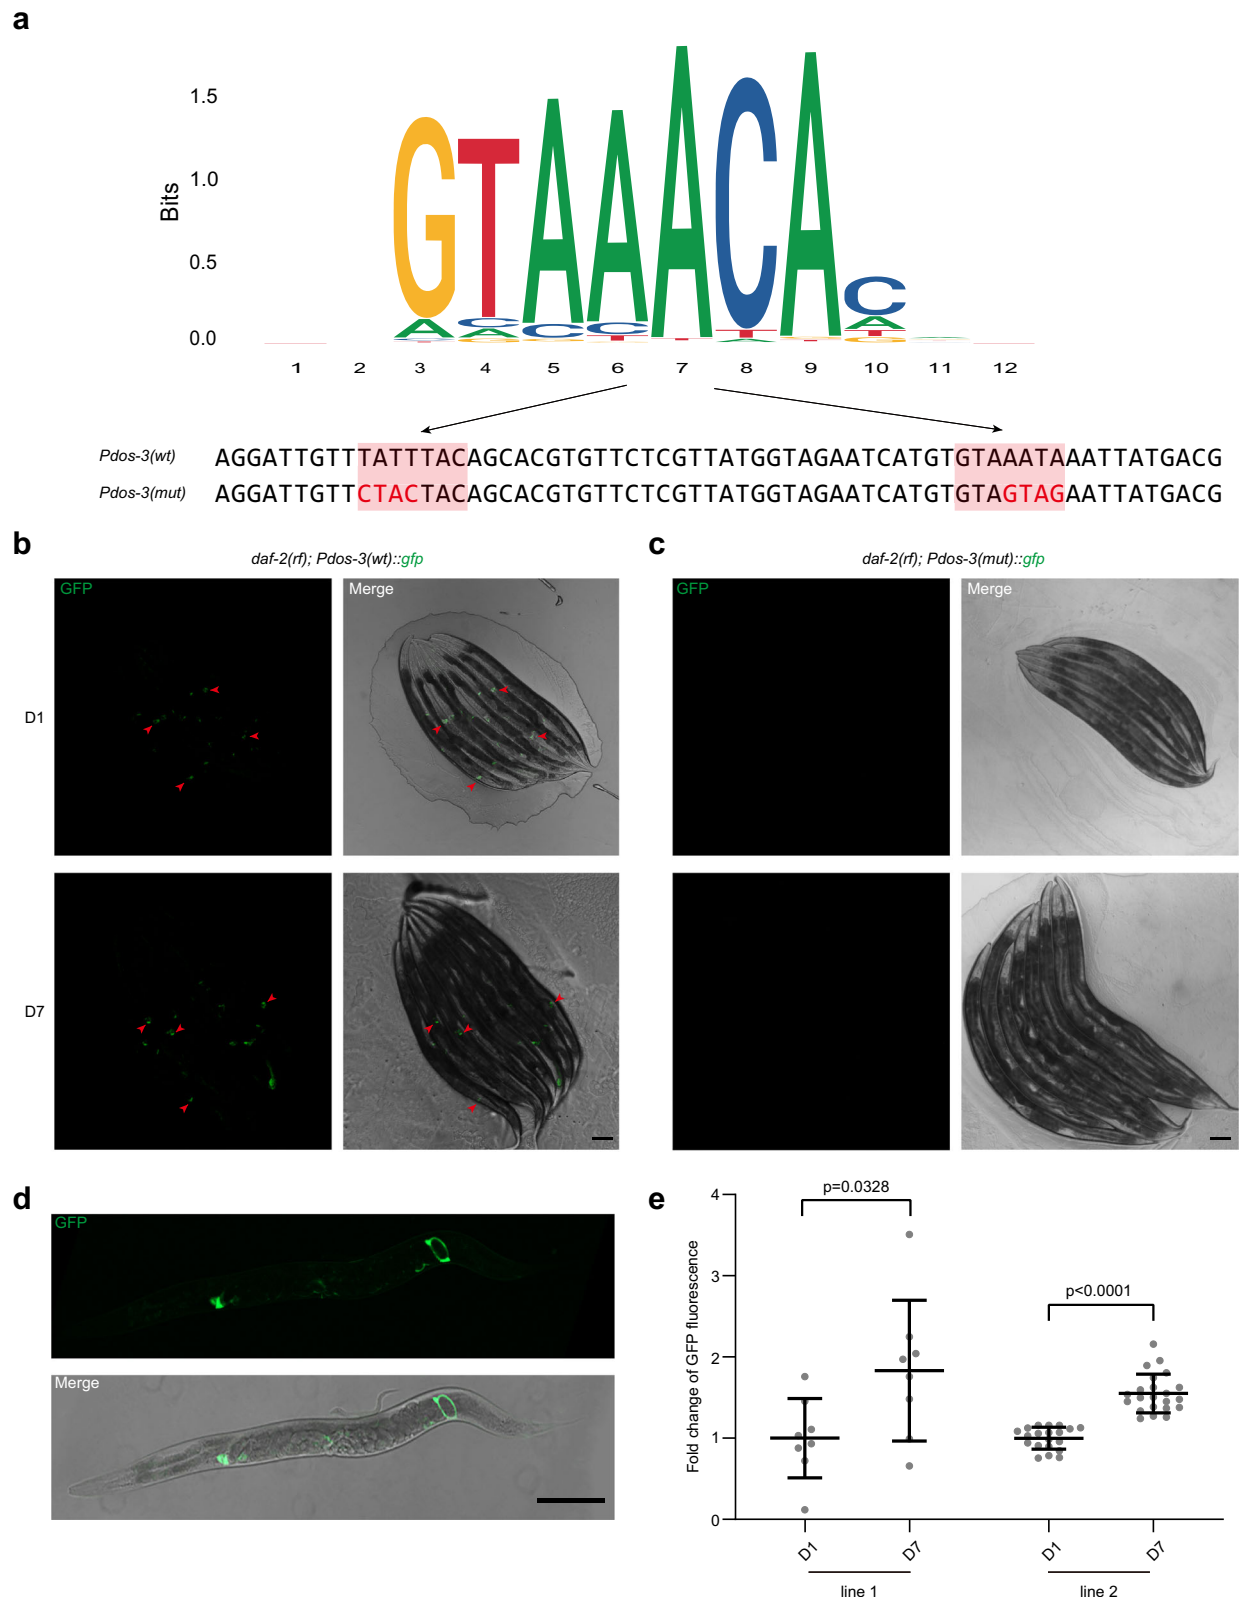 a
1.5
1.0
0.5
0.0
Bits
GTAAACAC
1 2 3 4 5 6 7 8 9 10 11 12
Pdos-3(wt) AGGATTGTTTATTTACAGCACGTGTTCTCGTTATGGTAGAATCATGTGTAAATAAATTATGACG
Pdos-3(mut) AGGATTGTTCTACTACAGCACGTGTTCTCGTTATGGTAGAATCATGTGTAGTAGAATTATGACG
b
daf-2(rf); Pdos-3(wt)::gfp
GFP
Merge
D1
D7
c
daf-2(rf); Pdos-3(mut)::gfp
GFP
Merge
d
GFP
Merge
e
Fold change of GFP fluorescence
4
3
2
1
0
p=0.0328
p<0.0001
D1 D7 D1 D7
line 1 line 2